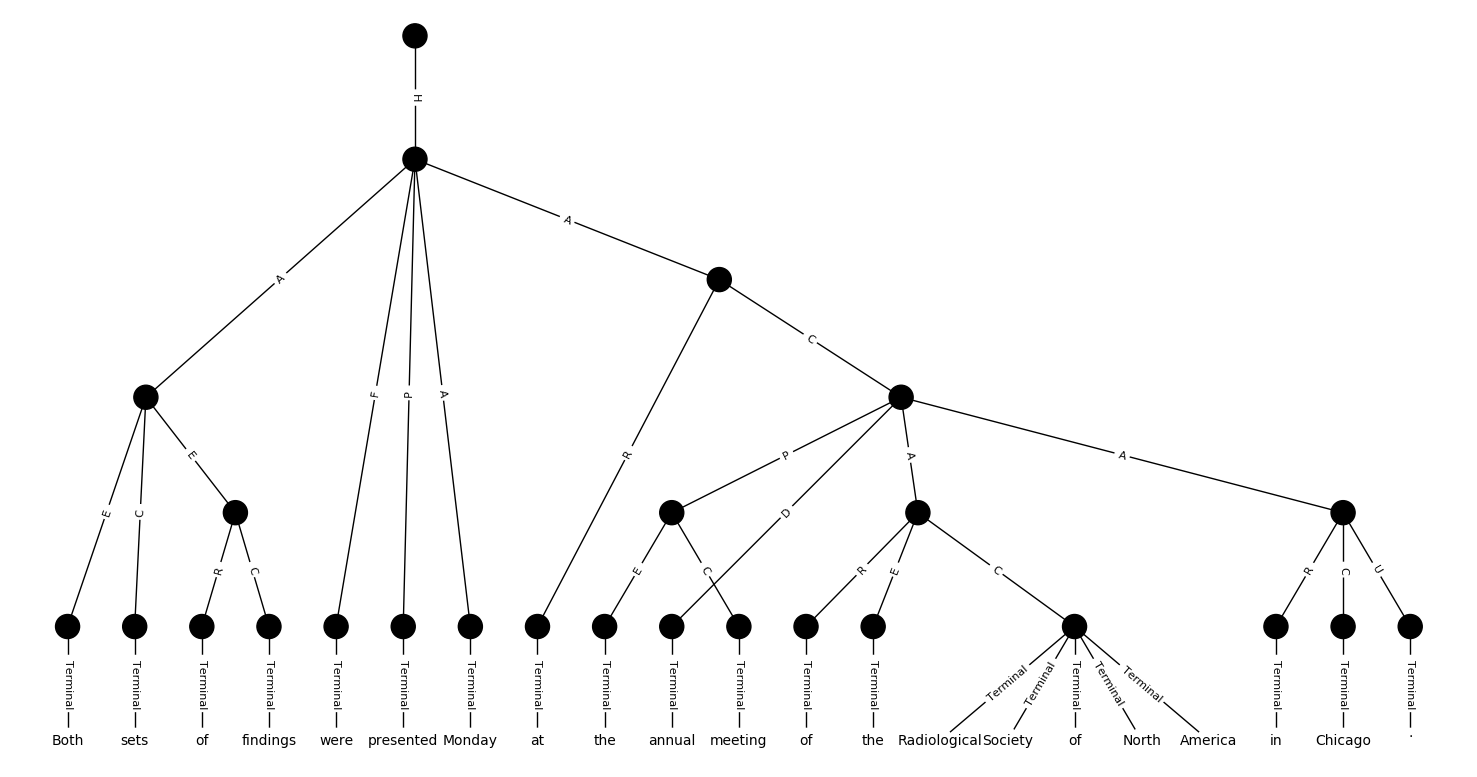 H
A
A
F
P
A
C
E
R
P
A
A
E
C
D
R
C
E
C
R
E
C
R
C
U
Terminal Terminal Terminal Terminal Terminal Terminal Terminal Terminal Terminal Terminal Terminal Terminal Terminal Terminal Terminal Terminal Terminal Terminal Terminal Terminal Terminal
Both sets of findings were presented Monday at the annual meeting of the Radiological Society of North America in Chicago .